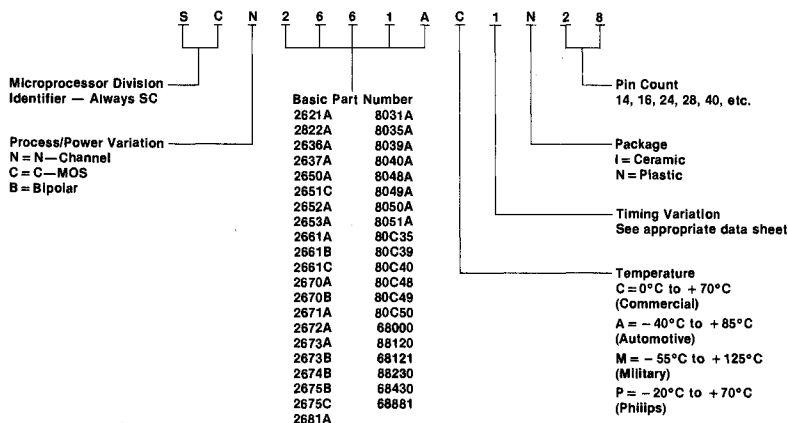 S C N 2 6 6 1 A C 1 N 2 8
Microprocessor Division
Identifier — Always SC
Process/Power Variation
N = N—Channel
C = C—MOS
B = Bipolar
Basic Part Number
2621A 8031A
2622A 8035A
2636A 8039A
2637A 8040A
2650A 8048A
2651C 8049A
2652A 8050A
2653A 8051A
2661A 80C35
2661B 80C39
2661C 80C40
2670A 80C48
2670B 80C49
2671A 80C50
2672A 68000
2673A 88120
2673B 68121
2674B 88230
2675B 68430
2675C 68881
2681A
Pin Count
14, 16, 24, 28, 40, etc.
Package
I = Ceramic
N = Plastic
Timing Variation
See appropriate data sheet
Temperature
C = 0°C to + 70°C
(Commercial)
A = – 40°C to + 85°C
(Automotive)
M = – 55°C to + 125°C
(Military)
P = – 20°C to + 70°C
(Philips)